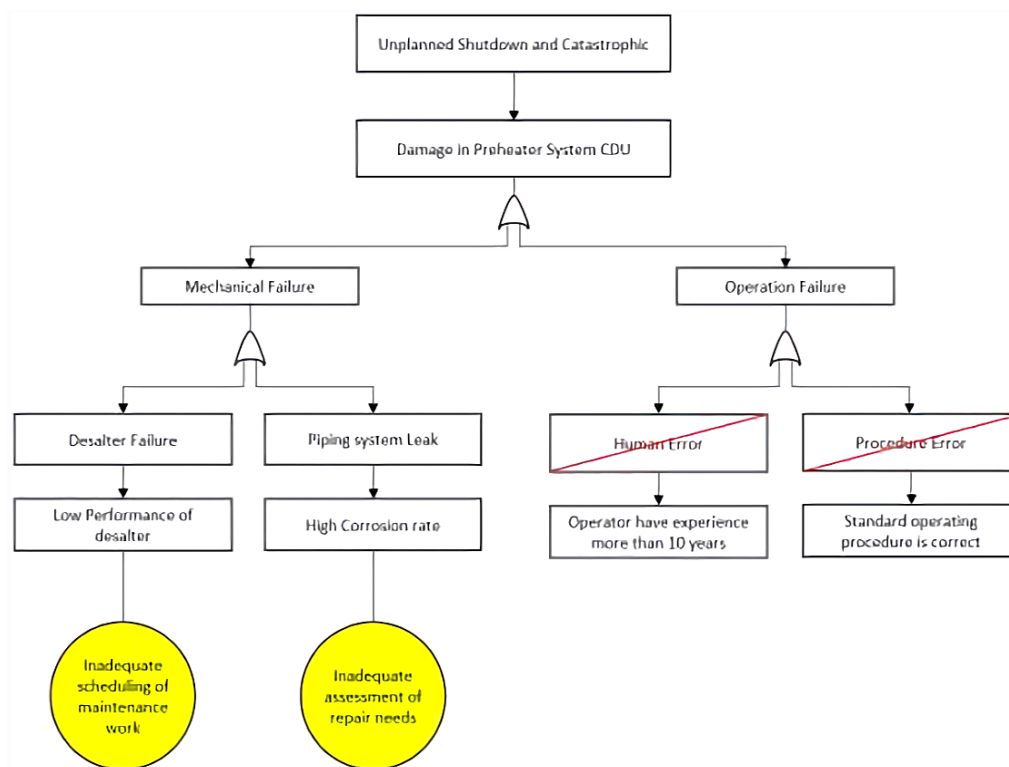 Unplanned Shutdown and Catastrophic
Damage in Preheater System CDU
Mechanical Failure
Operation Failure
Desalter Failure
Piping system Leak
Human Error
Procedure Error
Low Performance of
desalter
High Corrosion rate
Operator have experience
more than 10 years
Standard operating
procedure is correct
Inadequate
scheduling of
maintenance
work
Inadequate
assessment of
repair needs